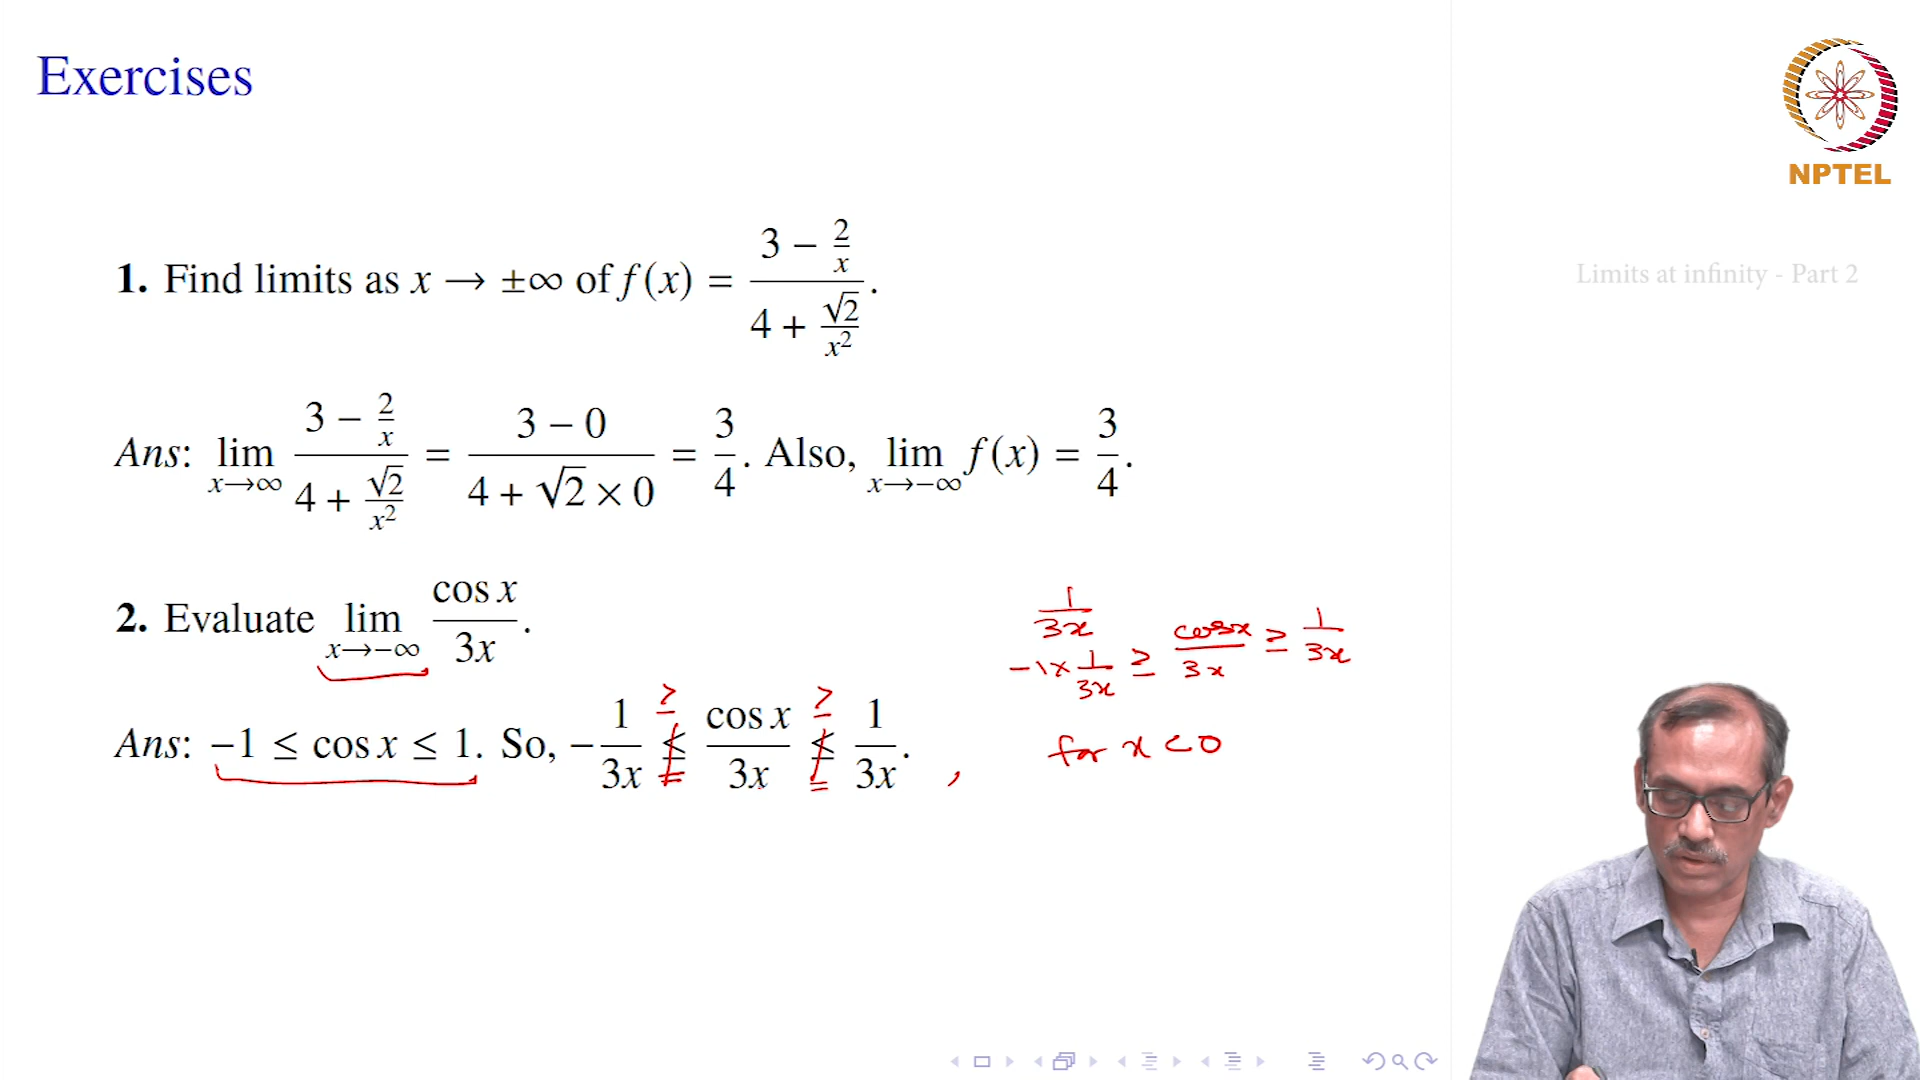 Exercises
NPTEL
Limits at infinity - Part 2
1. Find limits as x → ±∞ of f(x) = (3 − 2/x) / (4 + √2/x²).
Ans: lim_{x→∞} (3 − 2/x) / (4 + √2/x²) = (3 − 0) / (4 + √2 × 0) = 3/4. Also, lim_{x→−∞} f(x) = 3/4.
2. Evaluate lim_{x→−∞} cos x / 3x.
1/3x
−1 × 1/3x ≥ cos x / 3x ≥ 1/3x
≥ ≥
Ans: −1 ≤ cos x ≤ 1. So, −1/3x ≤ cos x / 3x ≤ 1/3x. , for x < 0